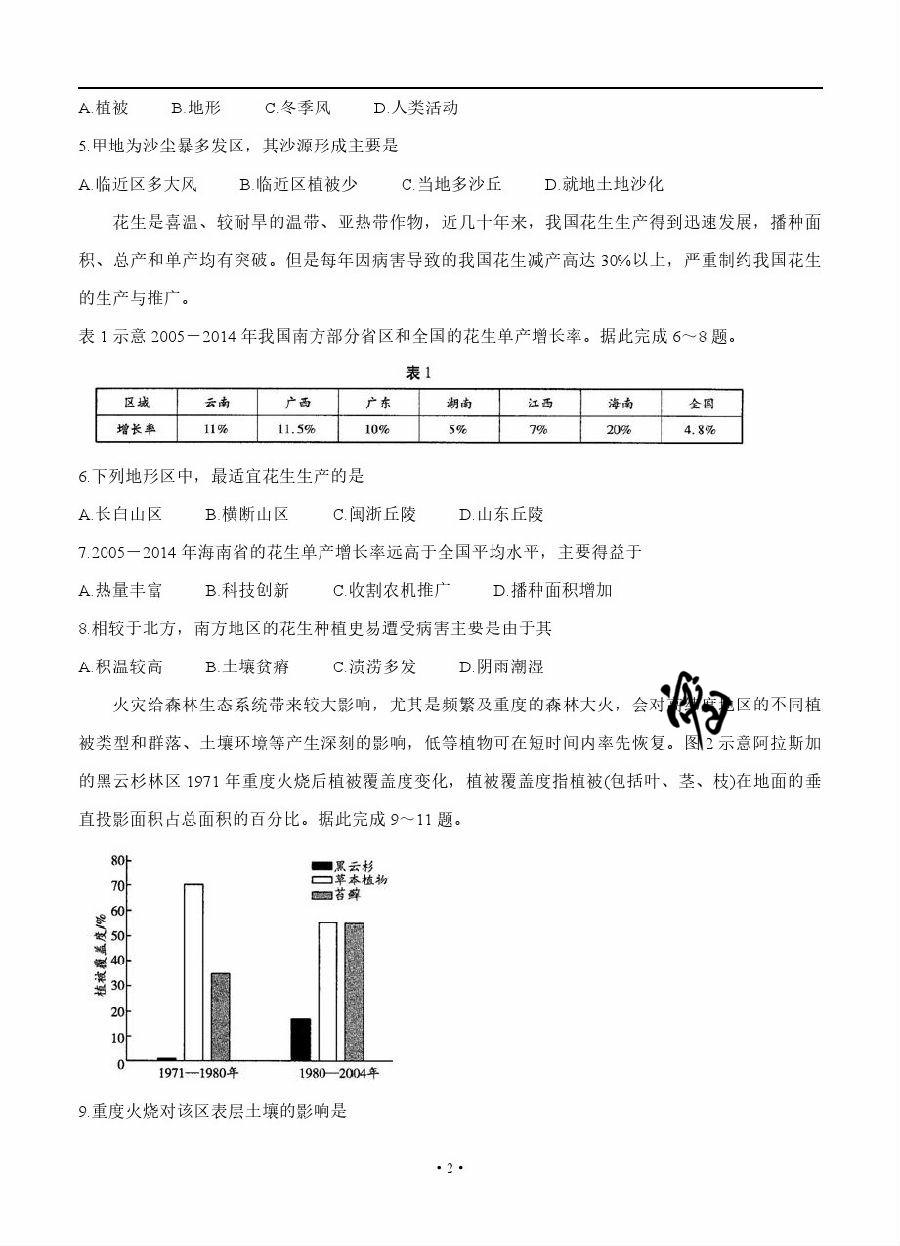 A.植被 B.地形 C.冬季风 D.人类活动
5.甲地为沙尘暴多发区，其沙源形成主要是
A.临近区多大风 B.临近区植被少 C.当地多沙丘 D.就地土地沙化
花生是喜温、较耐旱的温带、亚热带作物，近几十年来，我国花生生产得到迅速发展，播种面
积、总产和单产均有突破。但是每年因病害导致的我国花生减产高达 30%以上，严重制约我国花生
的生产与推广。
表 1 示意 2005－2014 年我国南方部分省区和全国的花生单产增长率。据此完成 6～8 题。
表 1
区域 云南 广西 广东 湖南 江西 海南 全国
增长率 11% 11.5% 10% 5% 7% 20% 4.8%
6.下列地形区中，最适宜花生生产的是
A.长白山区 B.横断山区 C.闽浙丘陵 D.山东丘陵
7.2005－2014 年海南省的花生单产增长率远高于全国平均水平，主要得益于
A.热量丰富 B.科技创新 C.收割农机推广 D.播种面积增加
8.相较于北方，南方地区的花生种植更易遭受病害主要是由于其
A.积温较高 B.土壤贫瘠 C.渍涝多发 D.阴雨潮湿
火灾给森林生态系统带来较大影响，尤其是频繁及重度的森林大火，会对地区的不同植
被类型和群落、土壤环境等产生深刻的影响，低等植物可在短时间内率先恢复。图 2 示意阿拉斯加
的黑云杉林区 1971 年重度火烧后植被覆盖度变化，植被覆盖度指植被(包括叶、茎、枝)在地面的垂
直投影面积占总面积的百分比。据此完成 9～11 题。
植被覆盖度/%
80
70
60
50
40
30
20
10
0
黑云杉
草本植物
苔藓
1971—1980年 1980—2004年
9.重度火烧对该区表层土壤的影响是
• 2 •